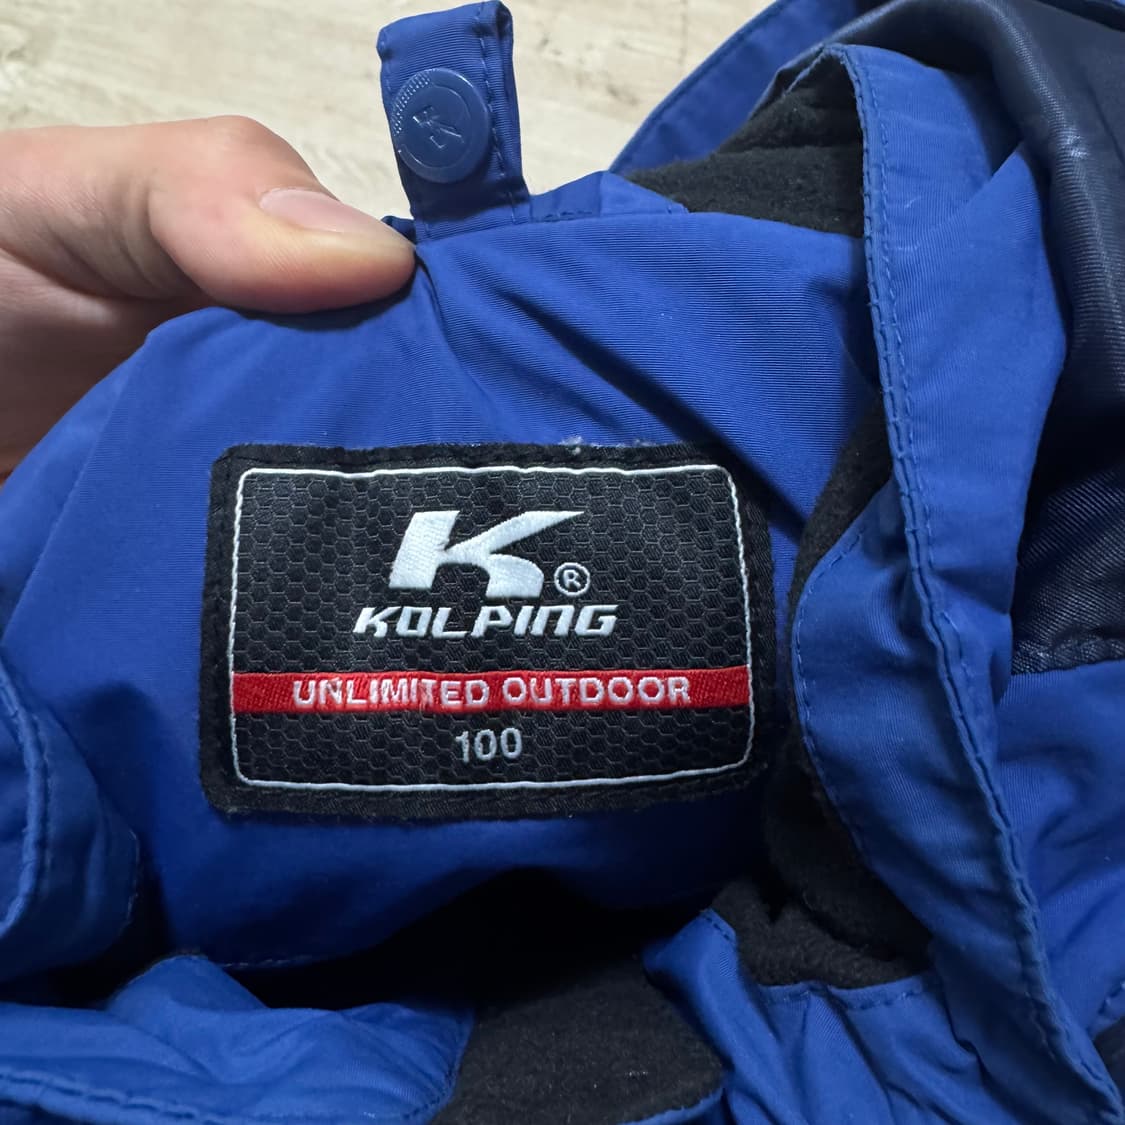 K®
KOLPING
UNLIMITED OUTDOOR
100